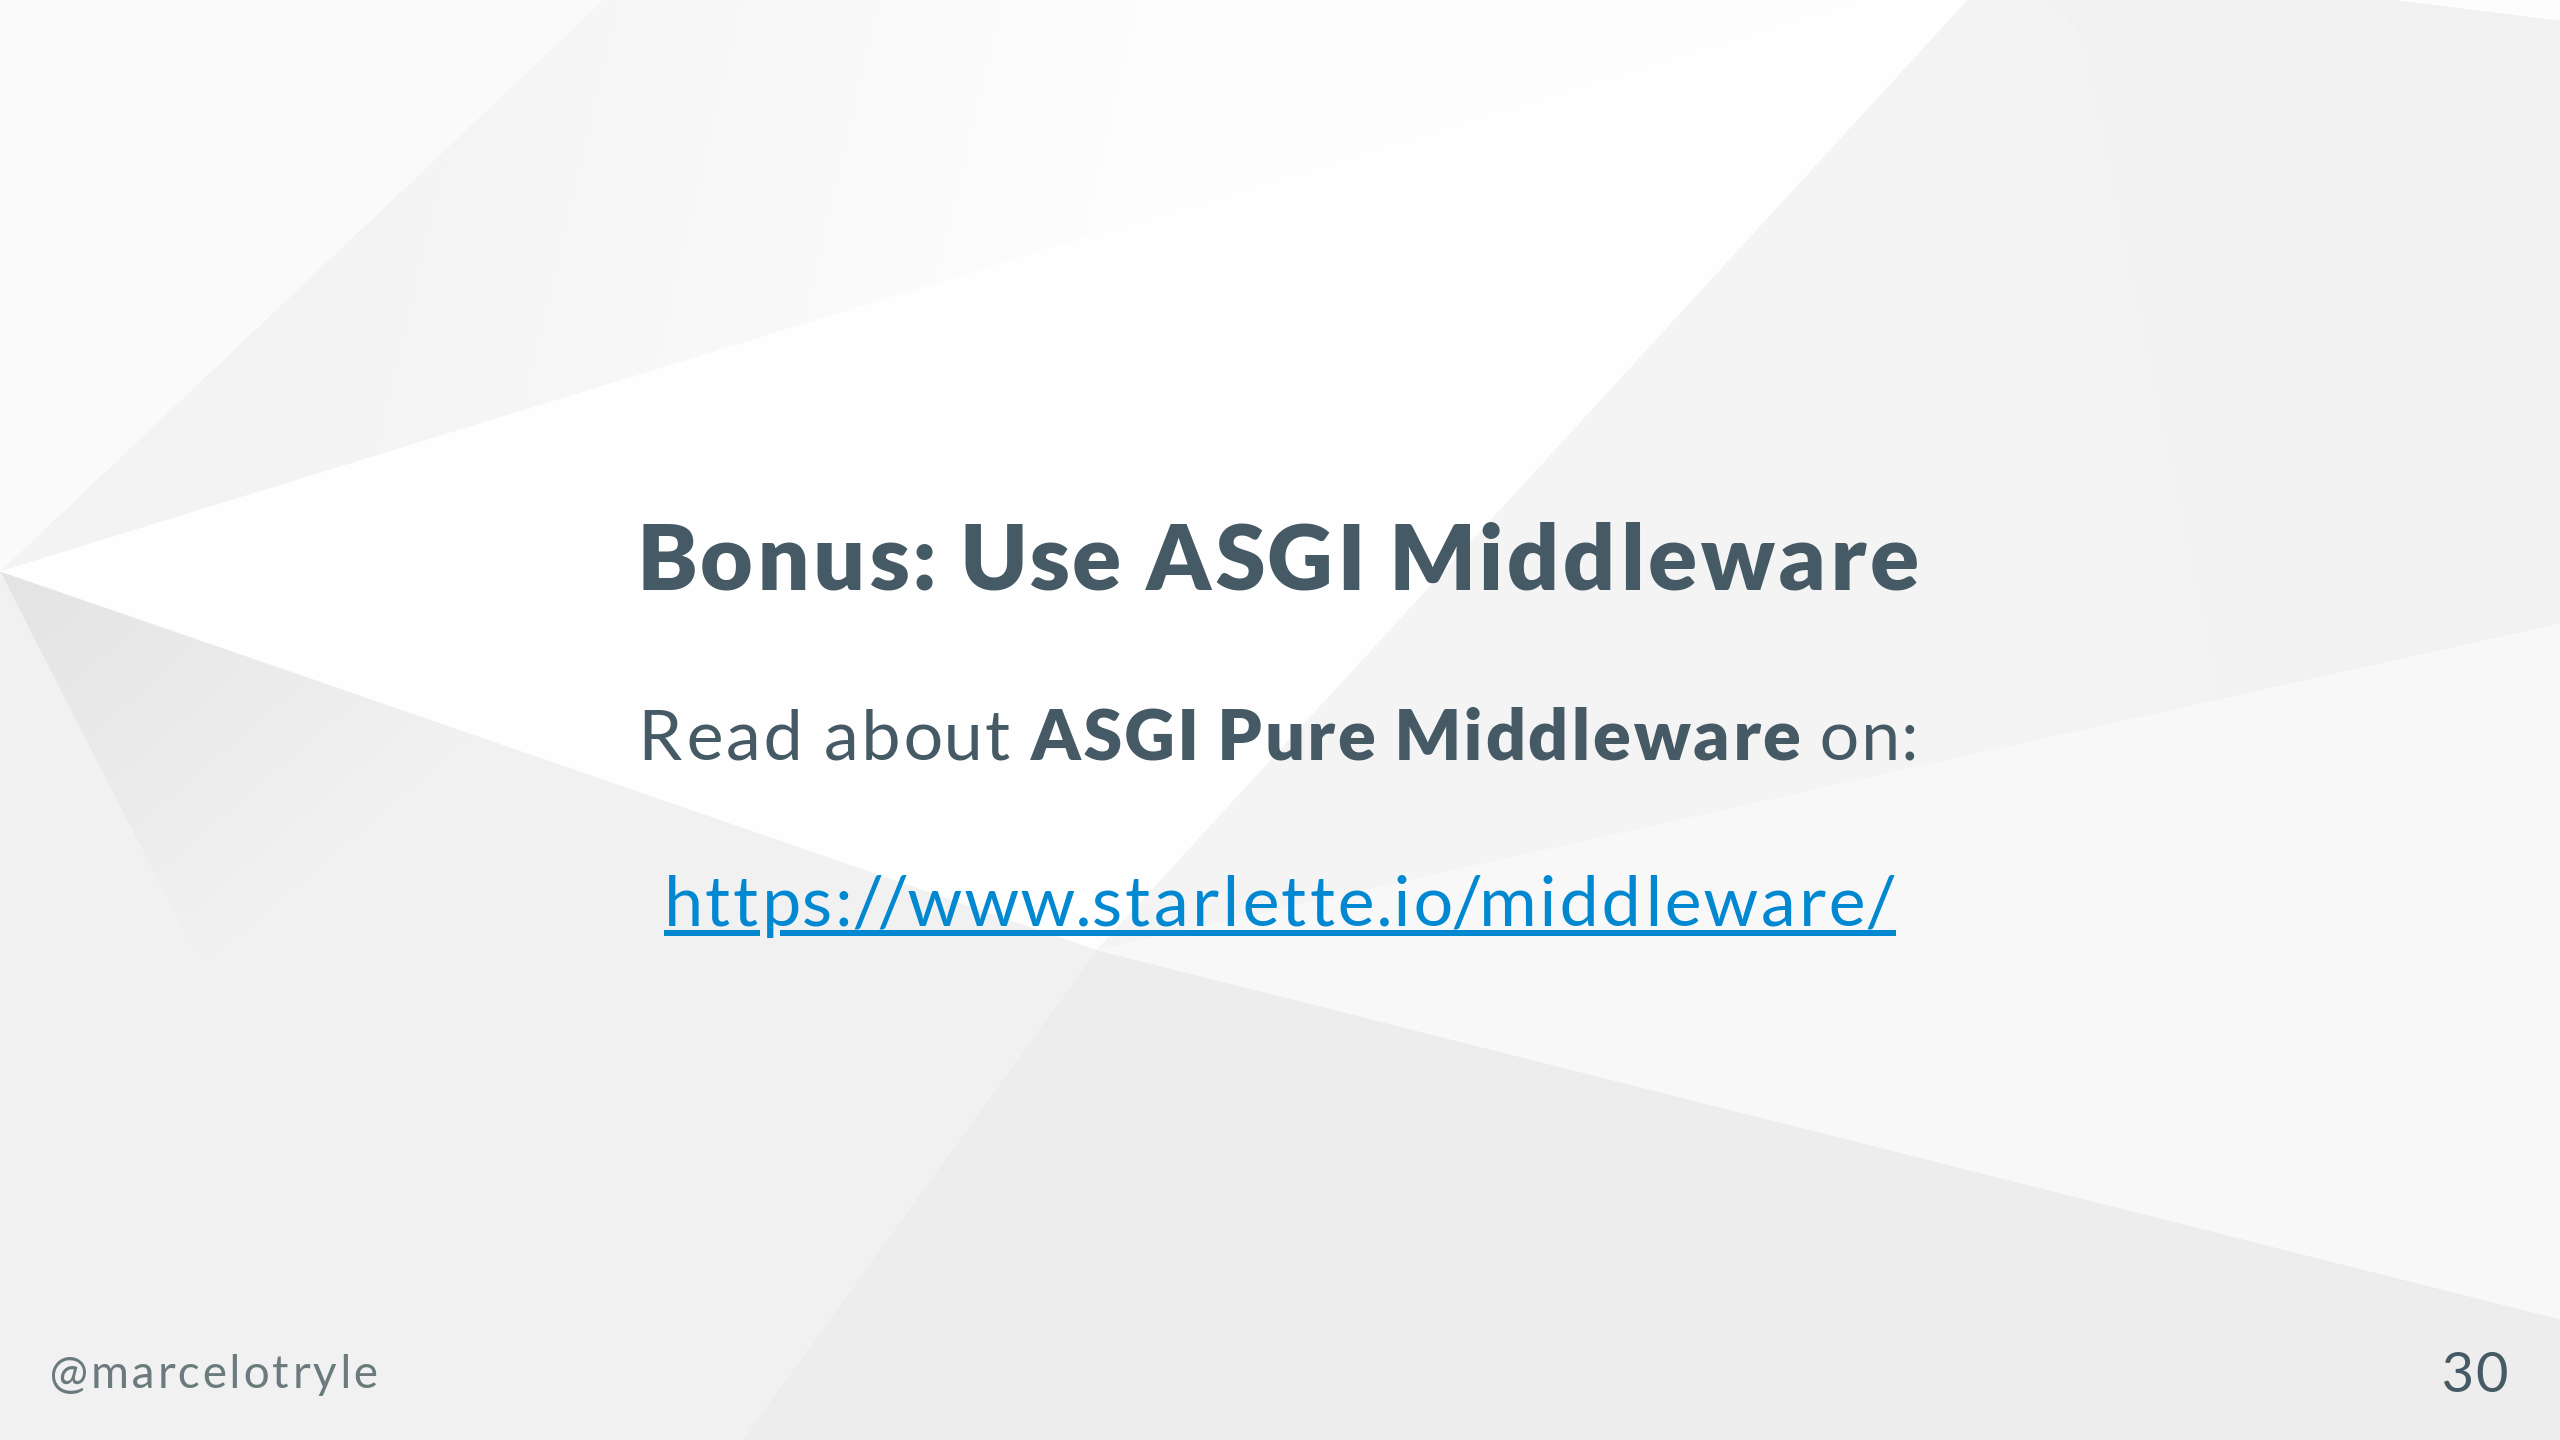 Bonus: Use ASGI Middleware
Read about ASGI Pure Middleware on:
https://www.starlette.io/middleware/
@marcelotryle
30